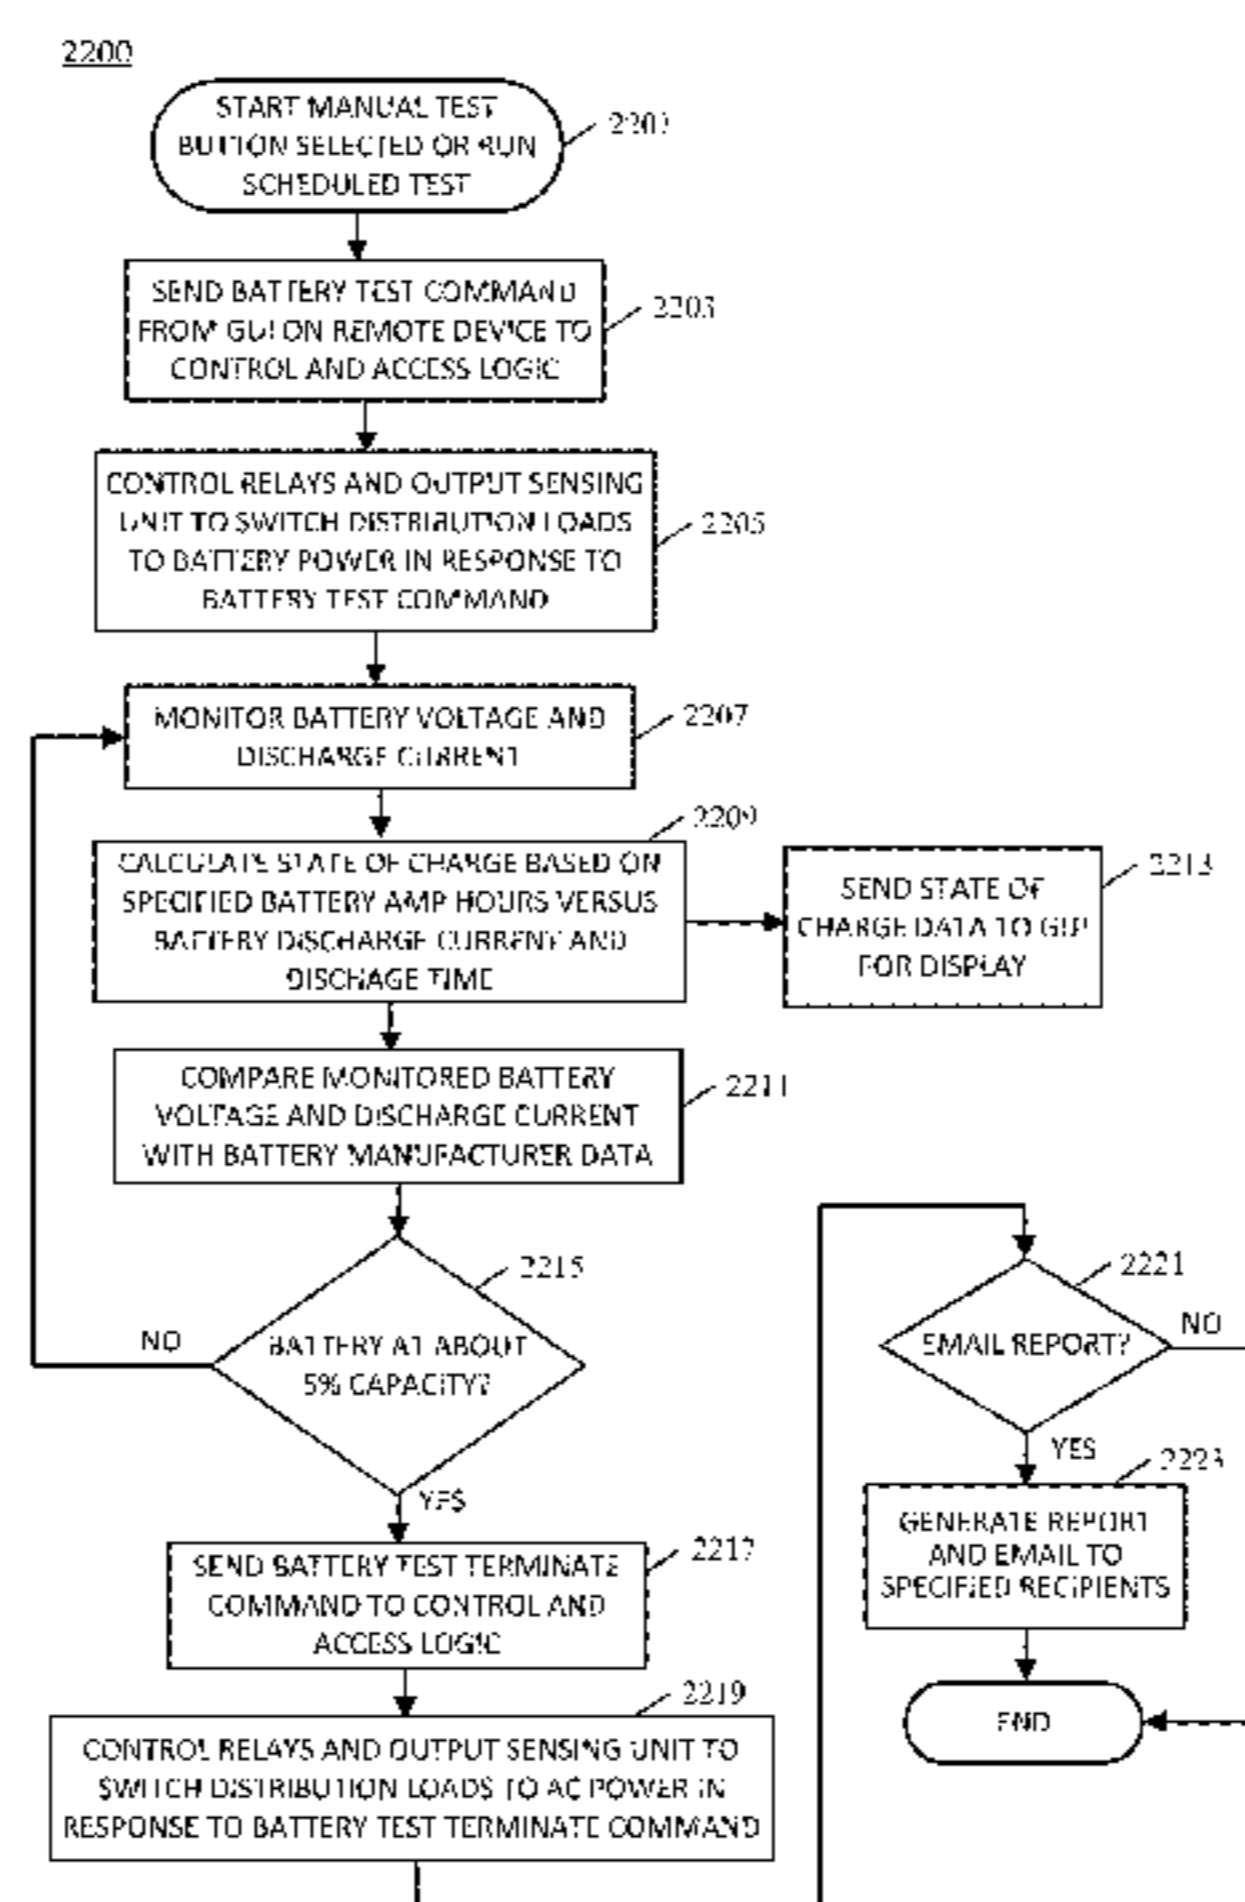 2200
START MANUAL TEST
BUTTON SELECTED OR RUN
SCHEDULED TEST
SEND BATTERY TEST COMMAND
FROM GUI ON REMOTE DEVICE TO
CONTROL AND ACCESS LOGIC
2203
CONTROL RELAYS AND OUTPUT SENSING
UNIT TO SWITCH DISTRIBUTION LOADS
TO BATTERY POWER IN RESPONSE TO
BATTERY TEST COMMAND
2205
MONITOR BATTERY VOLTAGE AND
DISCHARGE CURRENT
2207
2209
CALCULATE STATE OF CHARGE BASED ON
SPECIFIED BATTERY AMP HOURS VERSUS
BATTERY DISCHARGE CURRENT AND
DISCHAGE TIME
2213
SEND STATE OF
CHARGE DATA TO GUI
FOR DISPLAY
COMPARE MONITORED BATTERY
VOLTAGE AND DISCHARGE CURRENT
WITH BATTERY MANUFACTURER DATA
2211
2215
BATTERY AT ABOUT
5% CAPACITY?
NO
YES
SEND BATTERY TEST TERMINATE
COMMAND TO CONTROL AND
ACCESS LOGIC
2217
2219
CONTROL RELAYS AND OUTPUT SENSING UNIT TO
SWITCH DISTRIBUTION LOADS TO AC POWER IN
RESPONSE TO BATTERY TEST TERMINATE COMMAND
2221
EMAIL REPORT?
NO
YES
2223
GENERATE REPORT
AND EMAIL TO
SPECIFIED RECIPIENTS
END